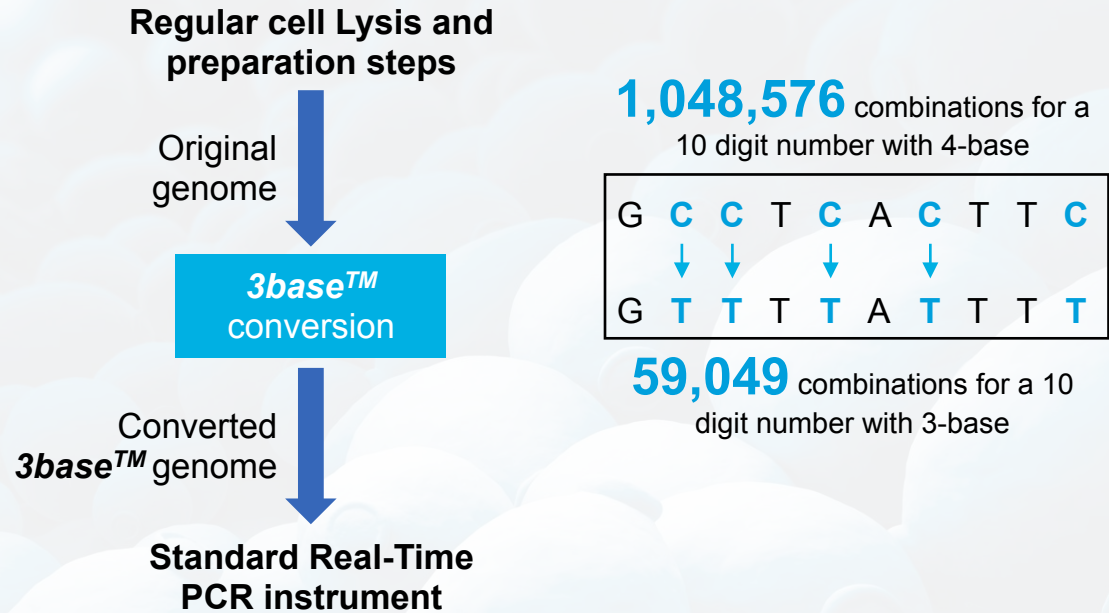 Regular cell Lysis and
preparation steps
Original
genome
3base™
conversion
Converted
3base™ genome
Standard Real-Time
PCR instrument
1,048,576 combinations for a
10 digit number with 4-base
G C C T C A C T T C
G T T T T A T T T T
59,049 combinations for a 10
digit number with 3-base